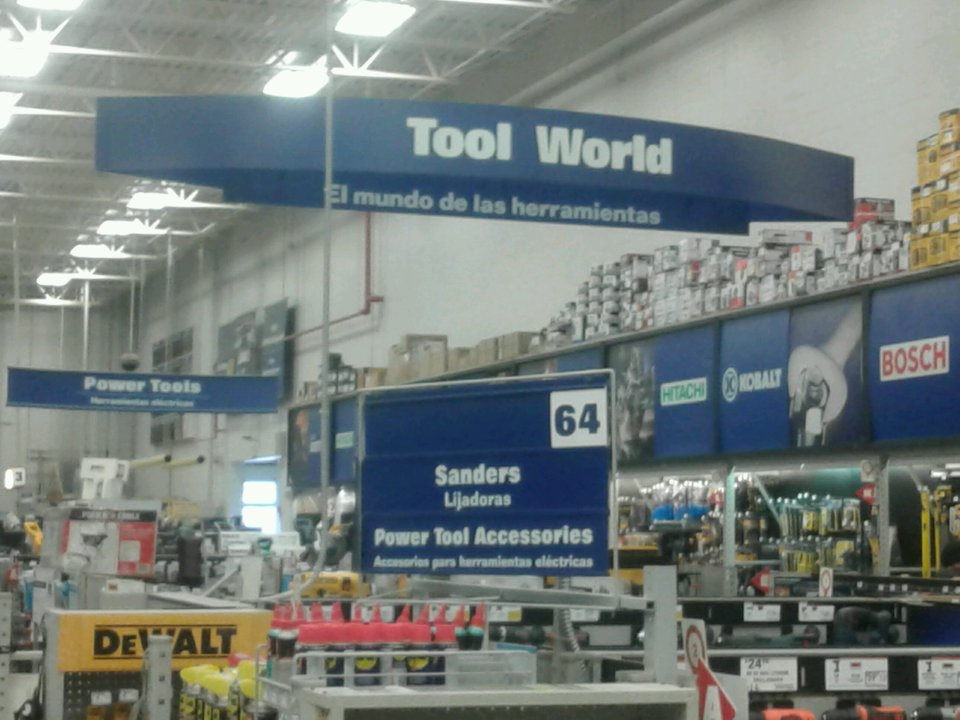 Tool World
El mundo de las herramientas
Power Tools
Herramientas eléctricas
64
Sanders
Lijadoras
Power Tool Accessories
Accesorios para herramientas eléctricas
HITACHI
KOBALT
BOSCH
DEWALT
$24